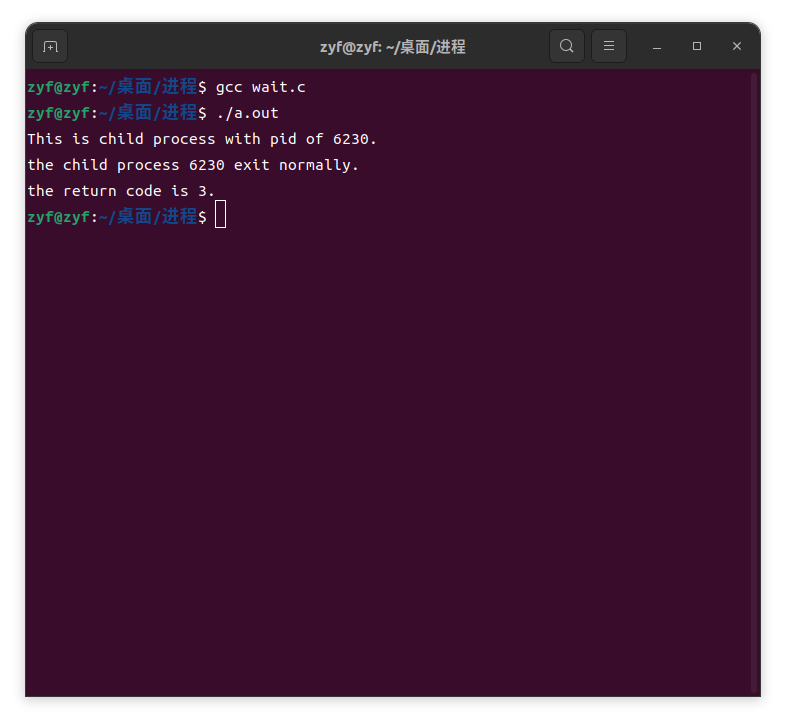 zyf@zyf: ~/桌面/进程
zyf@zyf:~/桌面/进程$ gcc wait.c
zyf@zyf:~/桌面/进程$ ./a.out
This is child process with pid of 6230.
the child process 6230 exit normally.
the return code is 3.
zyf@zyf:~/桌面/进程$